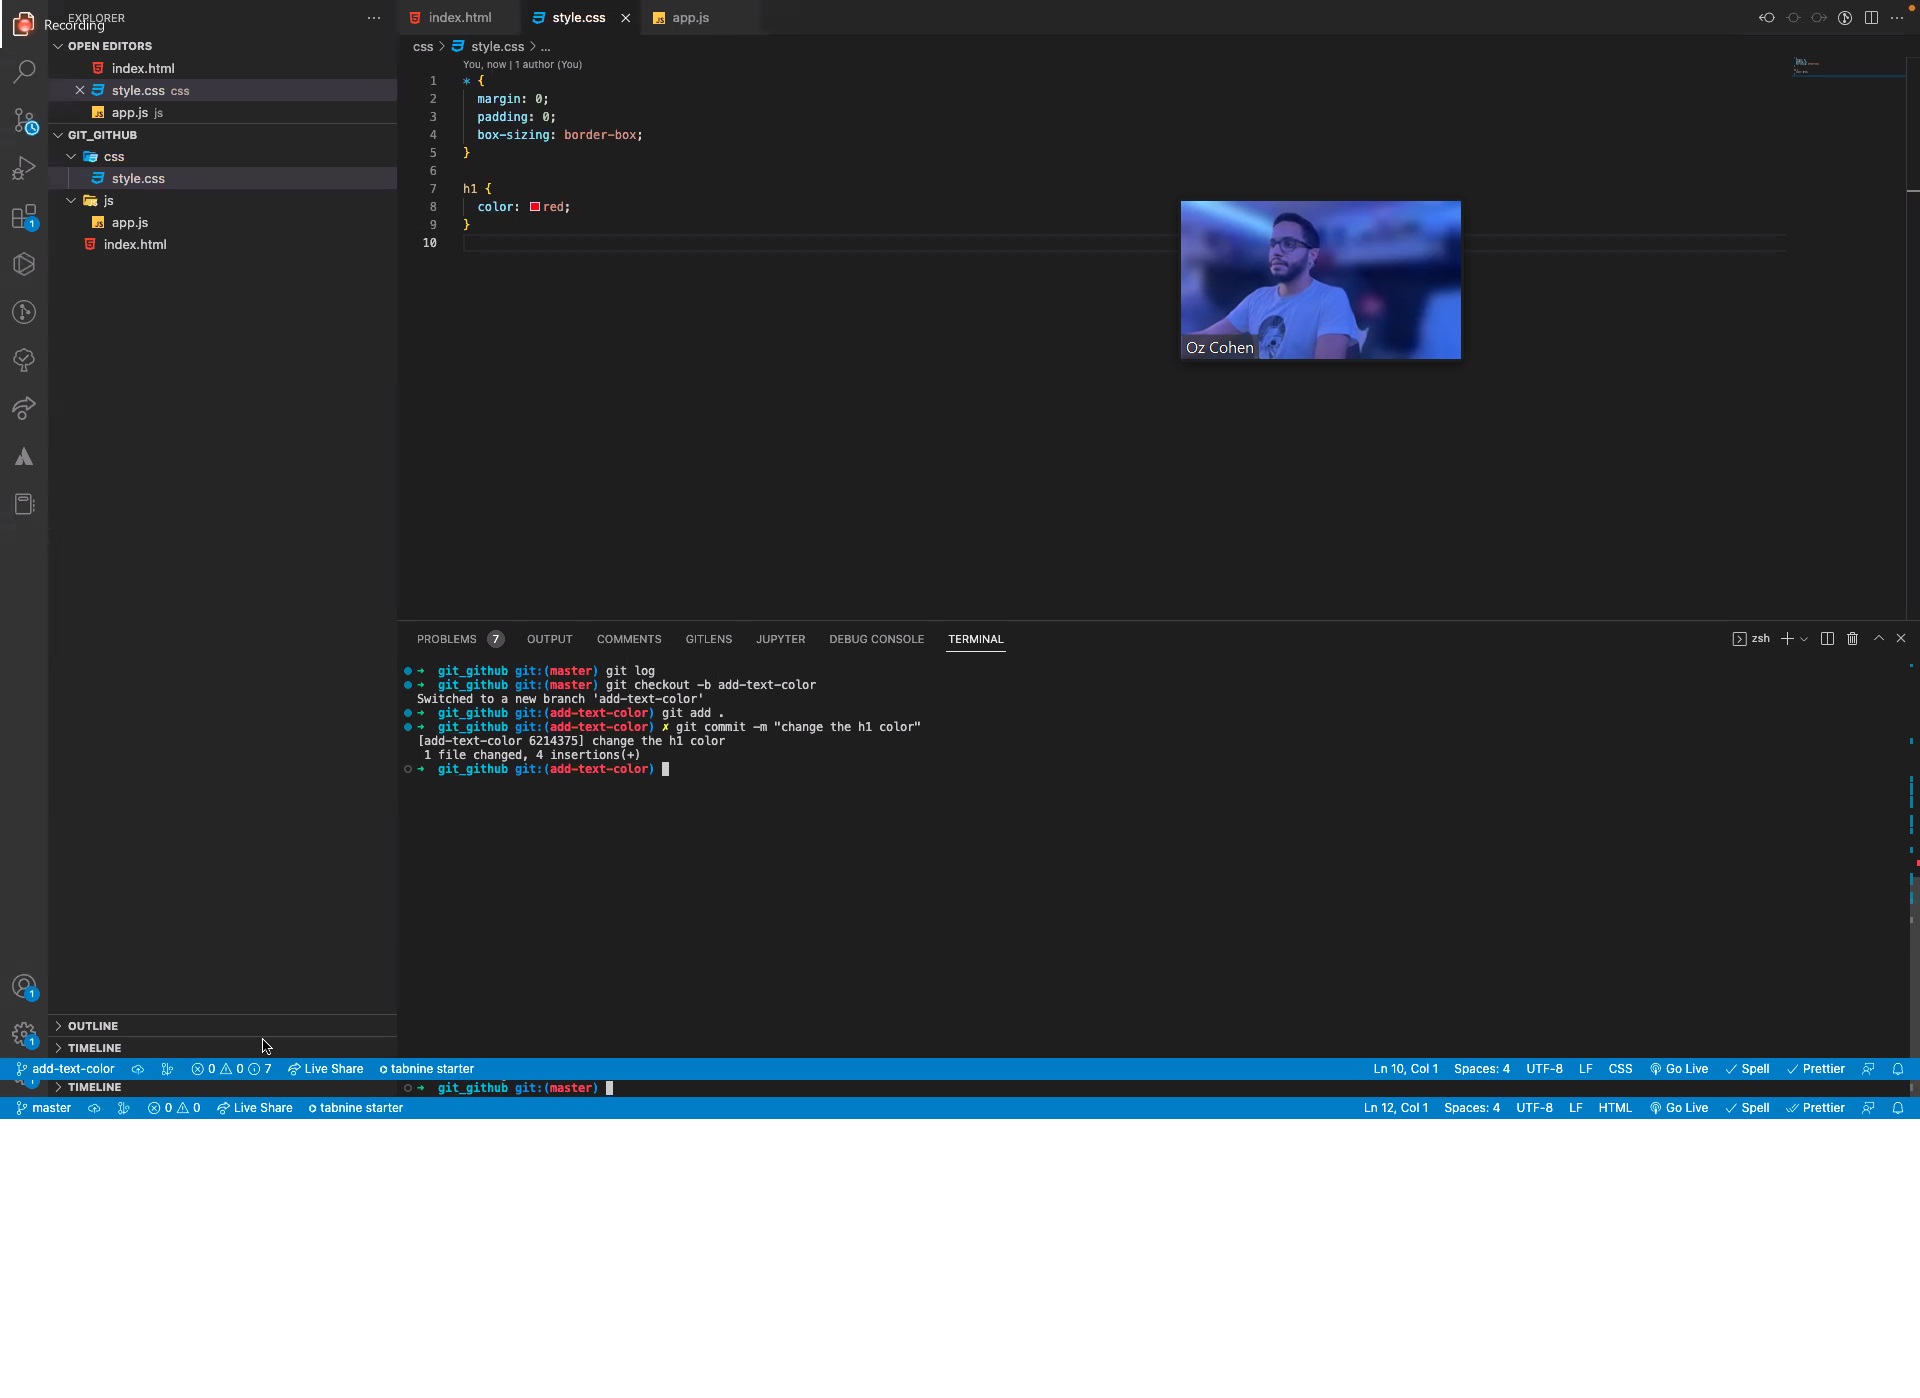 EXPLORER
Recording
OPEN EDITORS
index.html
style.css css
app.js js
GIT_GITHUB
css
style.css
js
app.js
index.html
1
index.html
style.css
app.js
css > style.css > ...
You, now | 1 author (You)
1 * {
2 margin: 0;
3 padding: 0;
4 box-sizing: border-box;
5 }
6
7 h1 {
8 color: red;
9 }
10
Oz Cohen
PROBLEMS 7 OUTPUT COMMENTS GITLENS JUPYTER DEBUG CONSOLE TERMINAL
zsh
→ git_github git:(master) git log
→ git_github git:(master) git checkout -b add-text-color
Switched to a new branch 'add-text-color'
→ git_github git:(add-text-color) git add .
→ git_github git:(add-text-color) ✗ git commit -m "change the h1 color"
[add-text-color 6214375] change the h1 color
1 file changed, 4 insertions(+)
→ git_github git:(add-text-color)
1
1
OUTLINE
TIMELINE
add-text-color 0 0 7 Live Share tabnine starter Ln 10, Col 1 Spaces: 4 UTF-8 LF CSS Go Live Spell Prettier
TIMELINE
→ git_github git:(master)
master 0 0 Live Share tabnine starter Ln 12, Col 1 Spaces: 4 UTF-8 LF HTML Go Live Spell Prettier